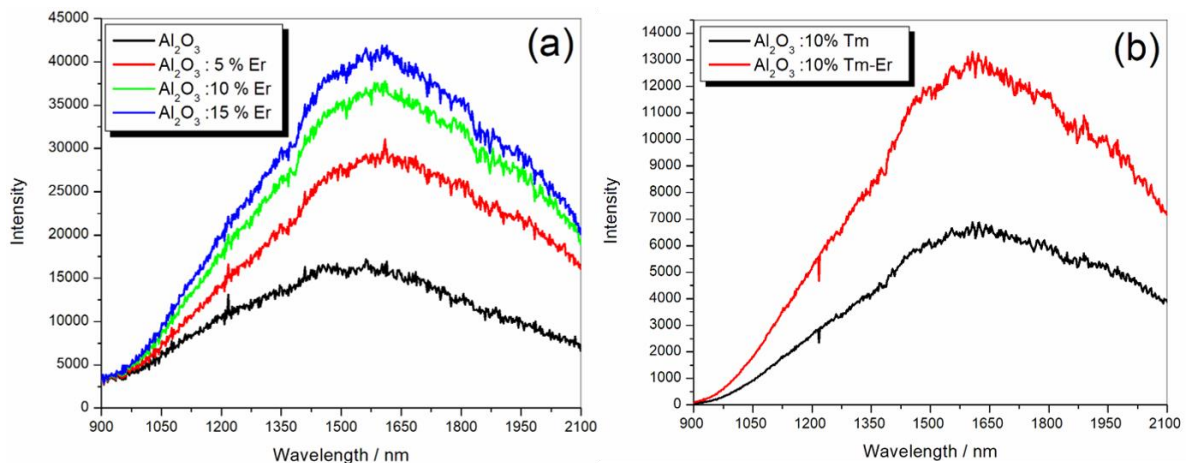 (a)
Al2O3
Al2O3 : 5 % Er
Al2O3 :10 % Er
Al2O3 :15 % Er
45000
40000
35000
30000
25000
20000
15000
10000
5000
0
Intensity
900 1050 1200 1350 1500 1650 1800 1950 2100
Wavelength / nm
(b)
Al2O3 :10% Tm
Al2O3 :10% Tm-Er
14000
13000
12000
11000
10000
9000
8000
7000
6000
5000
4000
3000
2000
1000
0
Intensity
900 1050 1200 1350 1500 1650 1800 1950 2100
Wavelength / nm